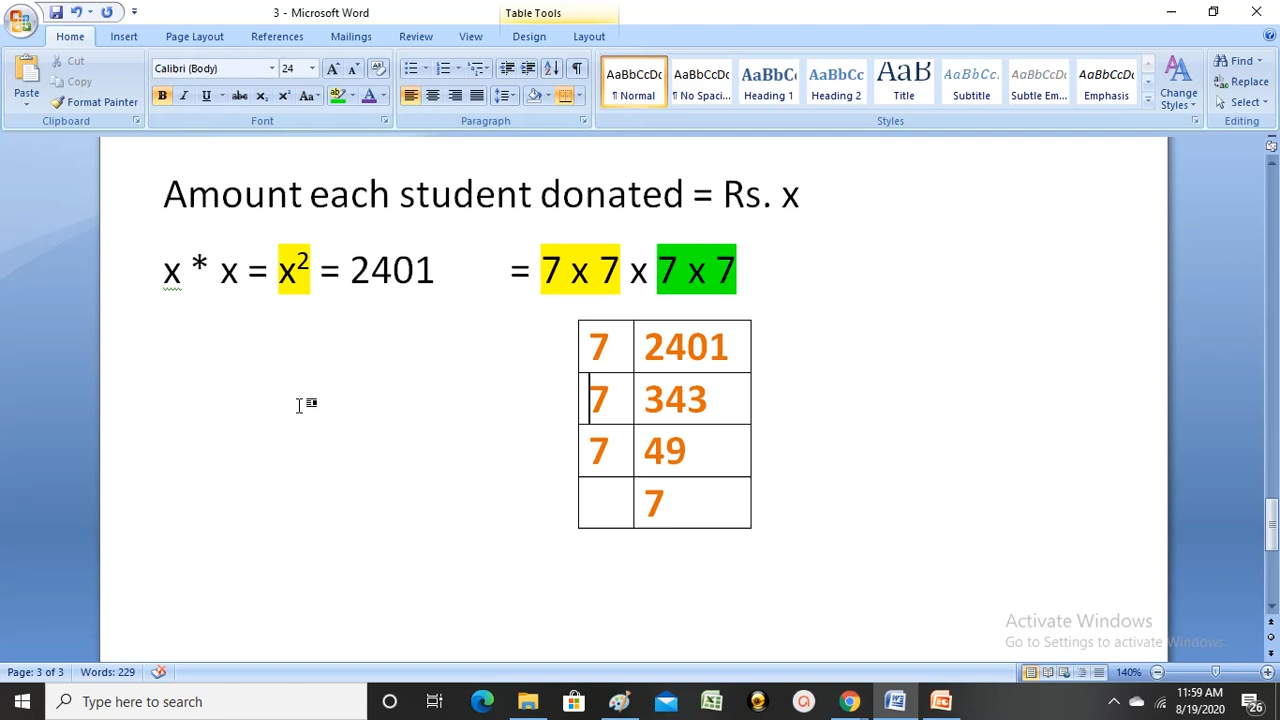 3 - Microsoft Word
Table Tools
Home Insert Page Layout References Mailings Review View Design Layout
Paste
Cut
Copy
Format Painter
Clipboard
Calibri (Body) 24
B I U abc x₂ x² Aa
Font
Paragraph
AaBbCcDc AaBbCcDc AaBbC AaBbCc AaB AaBbCc. AaBbCcDc AaBbCcDc
¶ Normal ¶ No Spaci... Heading 1 Heading 2 Title Subtitle Subtle Em... Emphasis
Change Styles
Styles
Find
Replace
Select
Editing
Amount each student donated = Rs. x
x * x = x² = 2401 = 7 x 7 x 7 x 7
7 2401
7 343
7 49
7
Activate Windows
Go to Settings to activate Windows.
Page: 3 of 3 Words: 229 140%
Type here to search
11:59 AM
8/19/2020
26